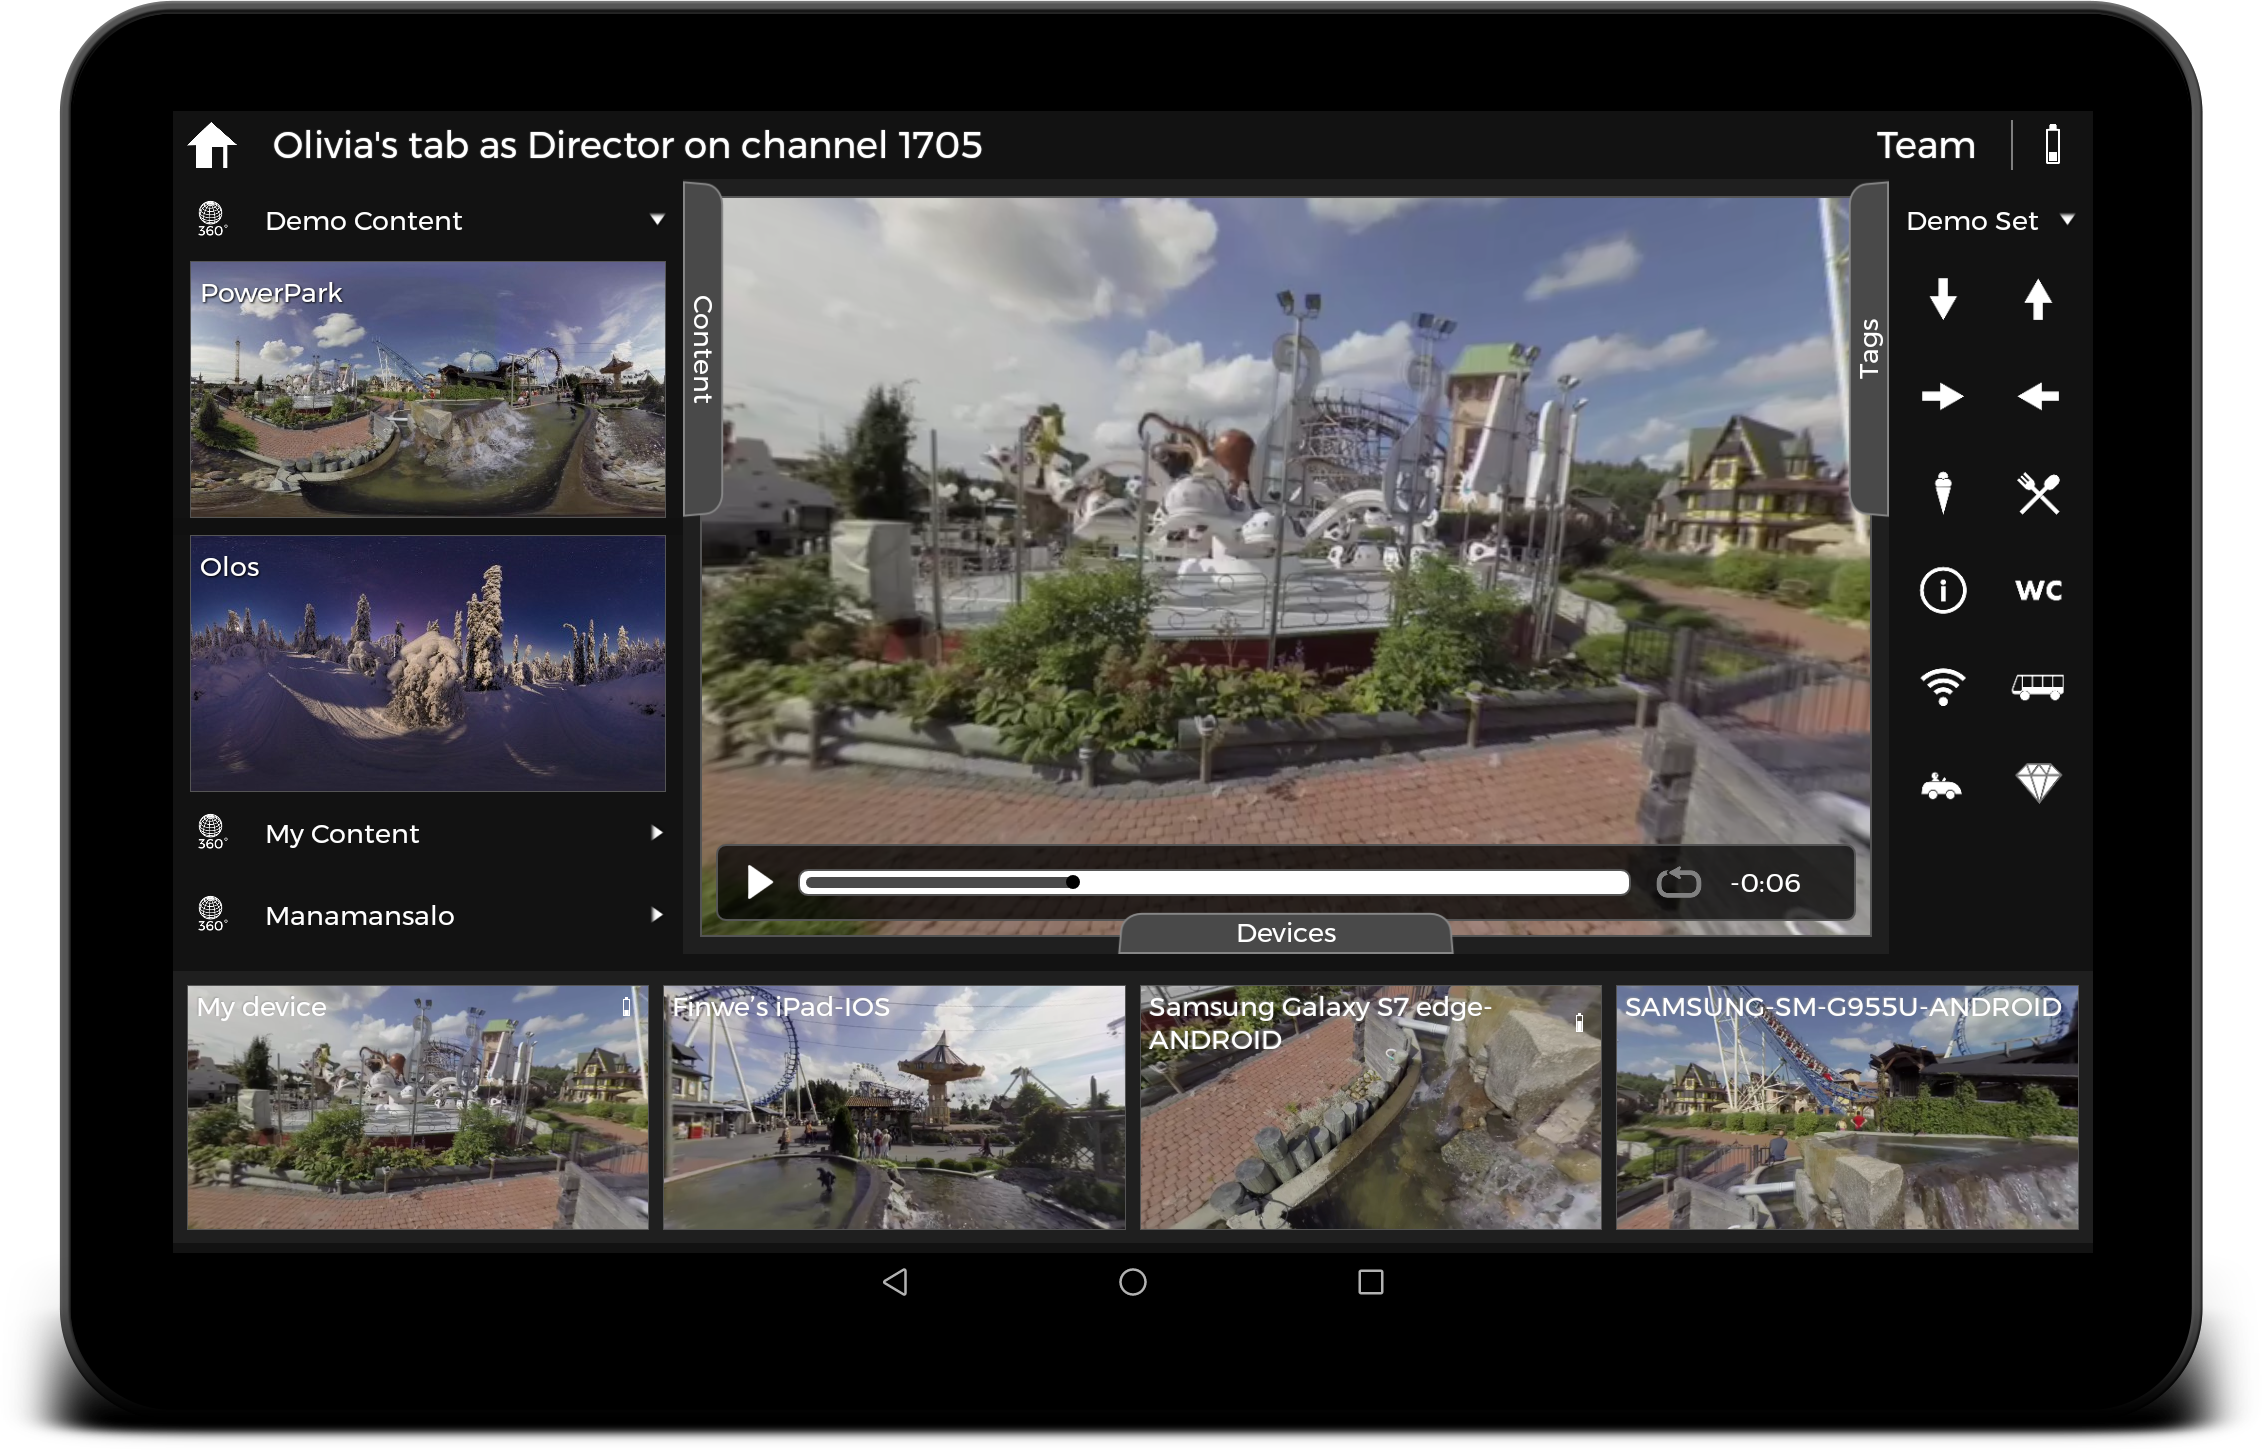 Olivia's tab as Director on channel 1705
Team
360°
Demo Content
PowerPark
Olos
360°
My Content
360°
Manamansalo
Content
Tags
Demo Set
i
WC
-0:06
Devices
My device
Finwe's iPad-IOS
Samsung Galaxy S7 edge-
ANDROID
SAMSUNG-SM-G955U-ANDROID